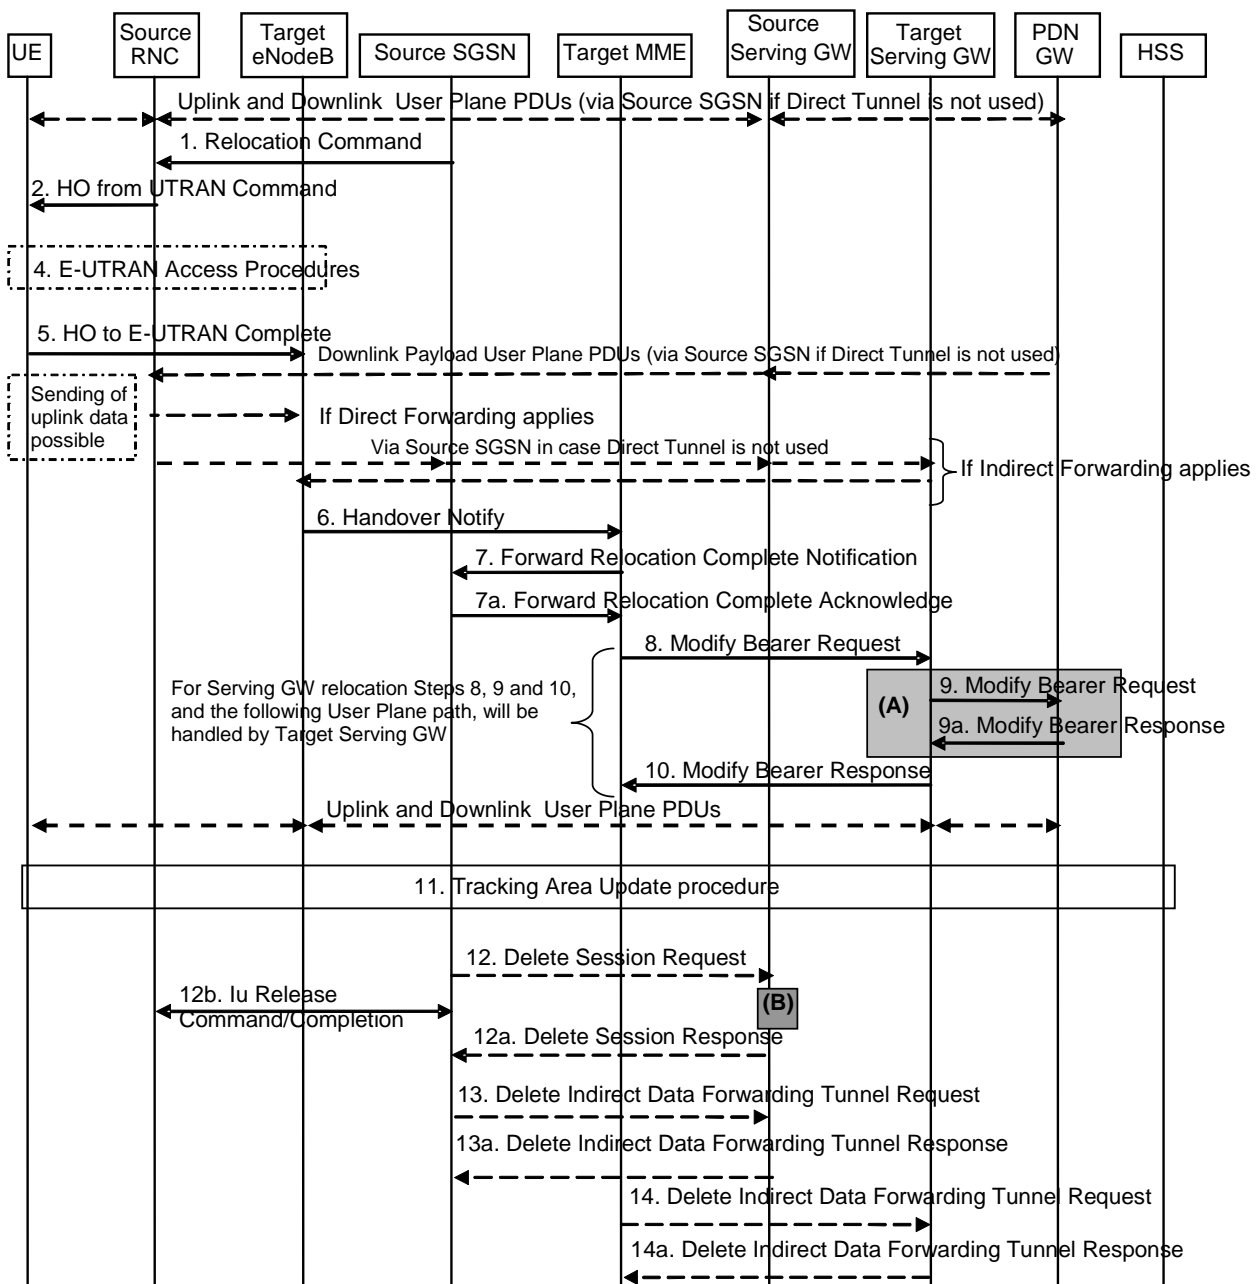 UE
Source
RNC
Target
eNodeB
Source SGSN
Target MME
Source
Serving GW
Target
Serving GW
PDN
GW
HSS
Uplink and Downlink User Plane PDUs (via Source SGSN if Direct Tunnel is not used)
1. Relocation Command
2. HO from UTRAN Command
4. E-UTRAN Access Procedures
5. HO to E-UTRAN Complete
Downlink Payload User Plane PDUs (via Source SGSN if Direct Tunnel is not used)
Sending of
uplink data
possible
If Direct Forwarding applies
Via Source SGSN in case Direct Tunnel is not used
If Indirect Forwarding applies
6. Handover Notify
7. Forward Relocation Complete Notification
7a. Forward Relocation Complete Acknowledge
8. Modify Bearer Request
For Serving GW relocation Steps 8, 9 and 10,
and the following User Plane path, will be
handled by Target Serving GW
(A)
9. Modify Bearer Request
9a. Modify Bearer Response
10. Modify Bearer Response
Uplink and Downlink User Plane PDUs
11. Tracking Area Update procedure
12. Delete Session Request
12b. Iu Release
Command/Completion
(B)
12a. Delete Session Response
13. Delete Indirect Data Forwarding Tunnel Request
13a. Delete Indirect Data Forwarding Tunnel Response
14. Delete Indirect Data Forwarding Tunnel Request
14a. Delete Indirect Data Forwarding Tunnel Response